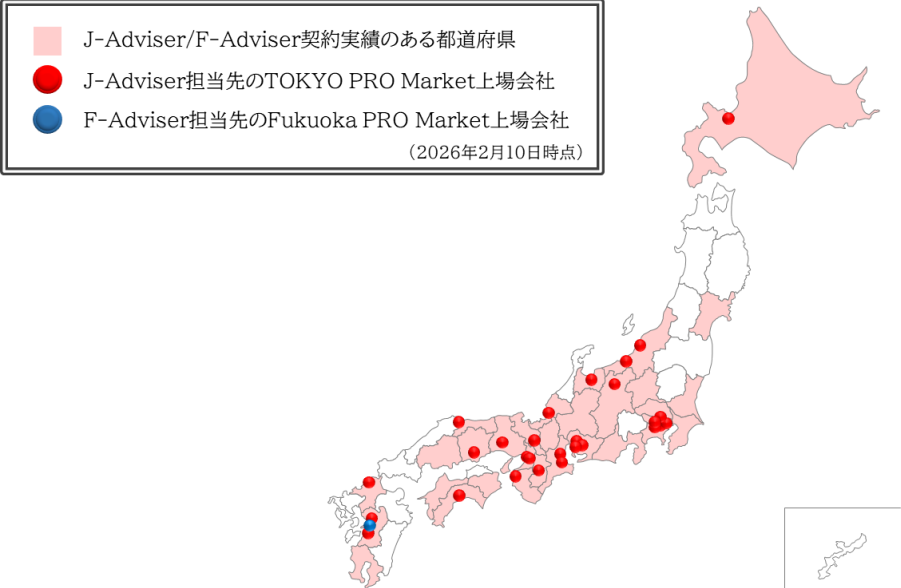 J-Adviser/F-Adviser契約実績のある都道府県
J-Adviser担当先のTOKYO PRO Market上場会社
F-Adviser担当先のFukuoka PRO Market上場会社
（2026年2月10日時点）